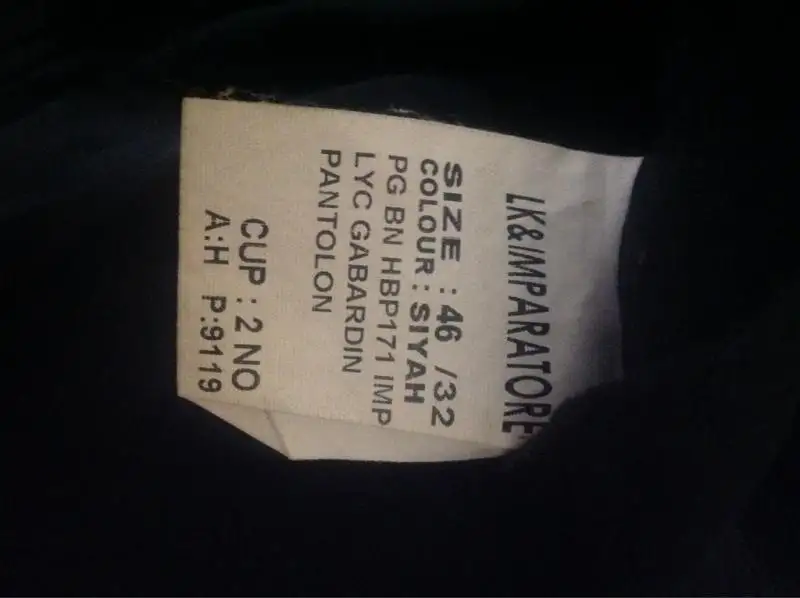 LK&IMPARATORE
SIZE : 46 /32
COLOUR : SIYAH
PG BN HBP171 IMP
LYC GABARDIN
PANTOLON
CUP : 2 NO
A:H P:9119